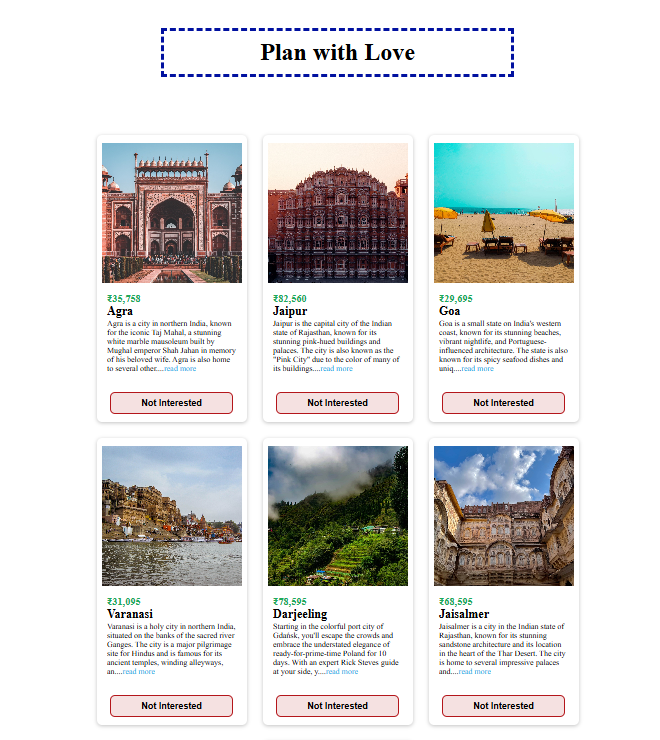 Plan with Love
₹35,758
Agra
Agra is a city in northern India, known
for the iconic Taj Mahal, a stunning
white marble mausoleum built by
Mughal emperor Shah Jahan in memory
of his beloved wife. Agra is also home
to several other....read more
Not Interested
₹82,560
Jaipur
Jaipur is the capital city of the Indian
state of Rajasthan, known for its
stunning pink-hued buildings and
palaces. The city is also known as the
"Pink City" due to the color of many of
its buildings....read more
Not Interested
₹29,695
Goa
Goa is a small state on India's western
coast, known for its stunning beaches,
vibrant nightlife, and Portuguese-
influenced architecture. The state is also
known for its spicy seafood dishes and
uniq....read more
Not Interested
₹31,095
Varanasi
Varanasi is a holy city in northern India,
situated on the banks of the sacred river
Ganges. The city is a major pilgrimage
site for Hindus and is famous for its
ancient temples, winding alleyways,
an....read more
Not Interested
₹78,595
Darjeeling
Starting in the colorful port city of
Gdańsk, you'll escape the crowds and
embrace the understated elegance of
ready-for-prime-time Poland for 10
days. With an expert Rick Steves guide
at your side, y....read more
Not Interested
₹68,595
Jaisalmer
Jaisalmer is a city in the Indian state of
Rajasthan, known for its stunning
sandstone architecture and its location
in the heart of the Thar Desert. The city
is home to several impressive palaces
and....read more
Not Interested